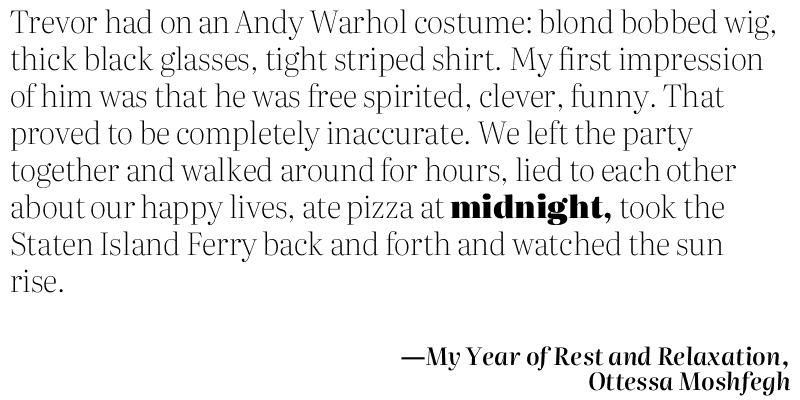 Trevor had on an Andy Warhol costume: blond bobbed wig,
thick black glasses, tight striped shirt. My first impression
of him was that he was free spirited, clever, funny. That
proved to be completely inaccurate. We left the party
together and walked around for hours, lied to each other
about our happy lives, ate pizza at midnight, took the
Staten Island Ferry back and forth and watched the sun
rise.
—My Year of Rest and Relaxation,
Ottessa Moshfegh